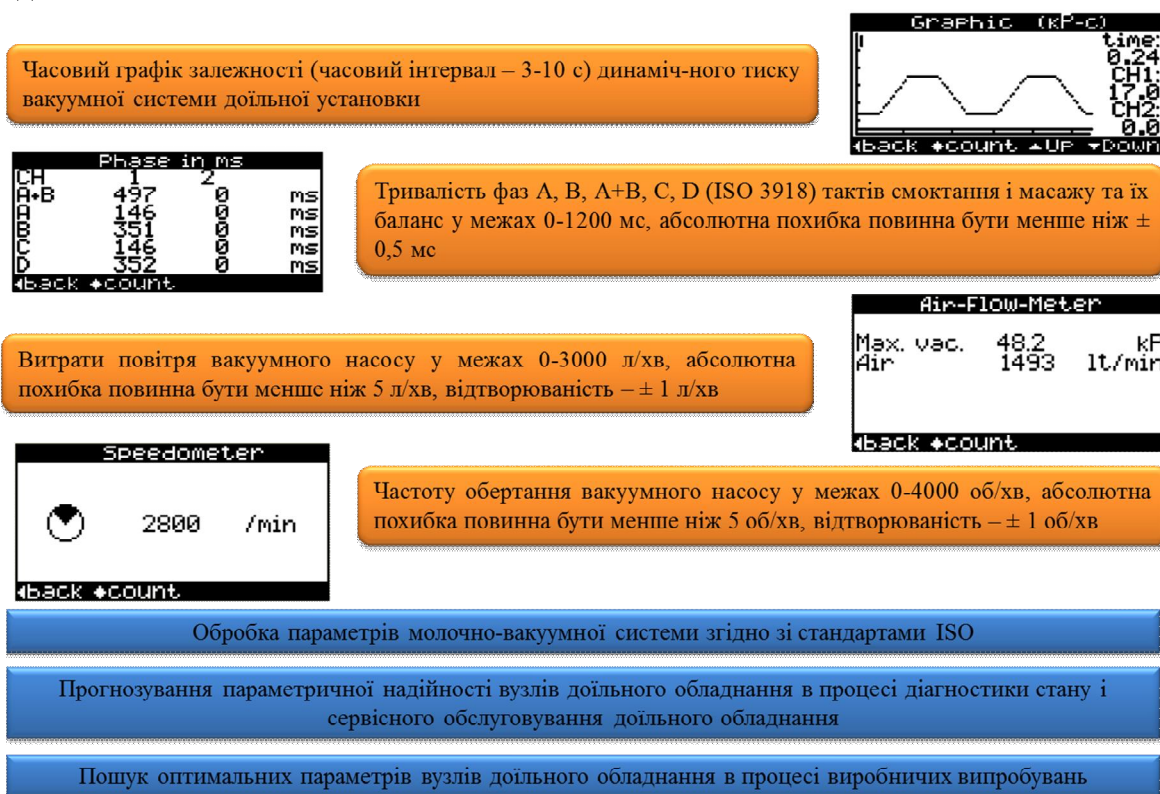 Graphic (кР-с)
Часовий графік залежності (часовий інтервал – 3-10 с) динаміч-ного тиску
вакуумної системи доїльної установки
time:
0.24
CH1:
17.0
CH2:
0.0
back count UP Down
Phase in ms
CH 1 2
A+B 497 0 ms
A 146 0 ms
B 351 0 ms
C 146 0 ms
D 352 0 ms
back count
Тривалість фаз A, B, A+B, C, D (ISO 3918) тактів смоктання і масажу та їх
баланс у межах 0-1200 мс, абсолютна похибка повинна бути менше ніж ±
0,5 мс
Air-Flow-Meter
Max. vac. 48.2 kP
Air 1493 lt/min
back count
Витрати повітря вакуумного насосу у межах 0-3000 л/хв, абсолютна
похибка повинна бути менше ніж 5 л/хв, відтворюваність – ± 1 л/хв
Speedometer
2800 /min
back count
Частоту обертання вакуумного насосу у межах 0-4000 об/хв, абсолютна
похибка повинна бути менше ніж 5 об/хв, відтворюваність – ± 1 об/хв
Обробка параметрів молочно-вакуумної системи згідно зі стандартами ISO
Прогнозування параметричної надійності вузлів доїльного обладнання в процесі діагностики стану і
сервісного обслуговування доїльного обладнання
Пошук оптимальних параметрів вузлів доїльного обладнання в процесі виробничих випробувань